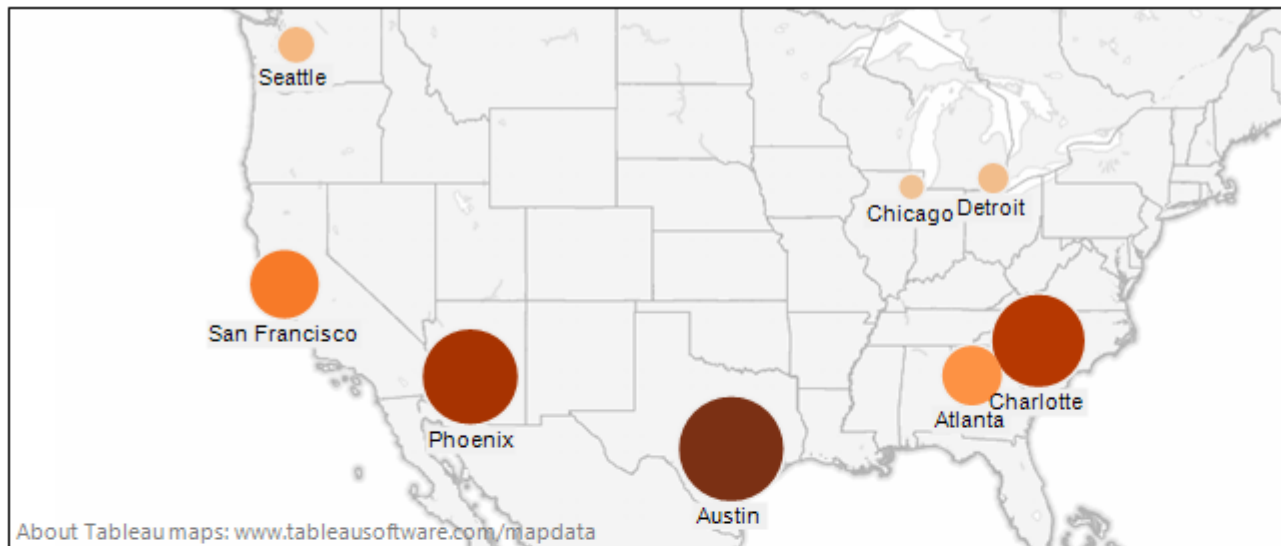 Seattle
Chicago
Detroit
San Francisco
Charlotte
Atlanta
Phoenix
Austin
About Tableau maps: www.tableausoftware.com/mapdata